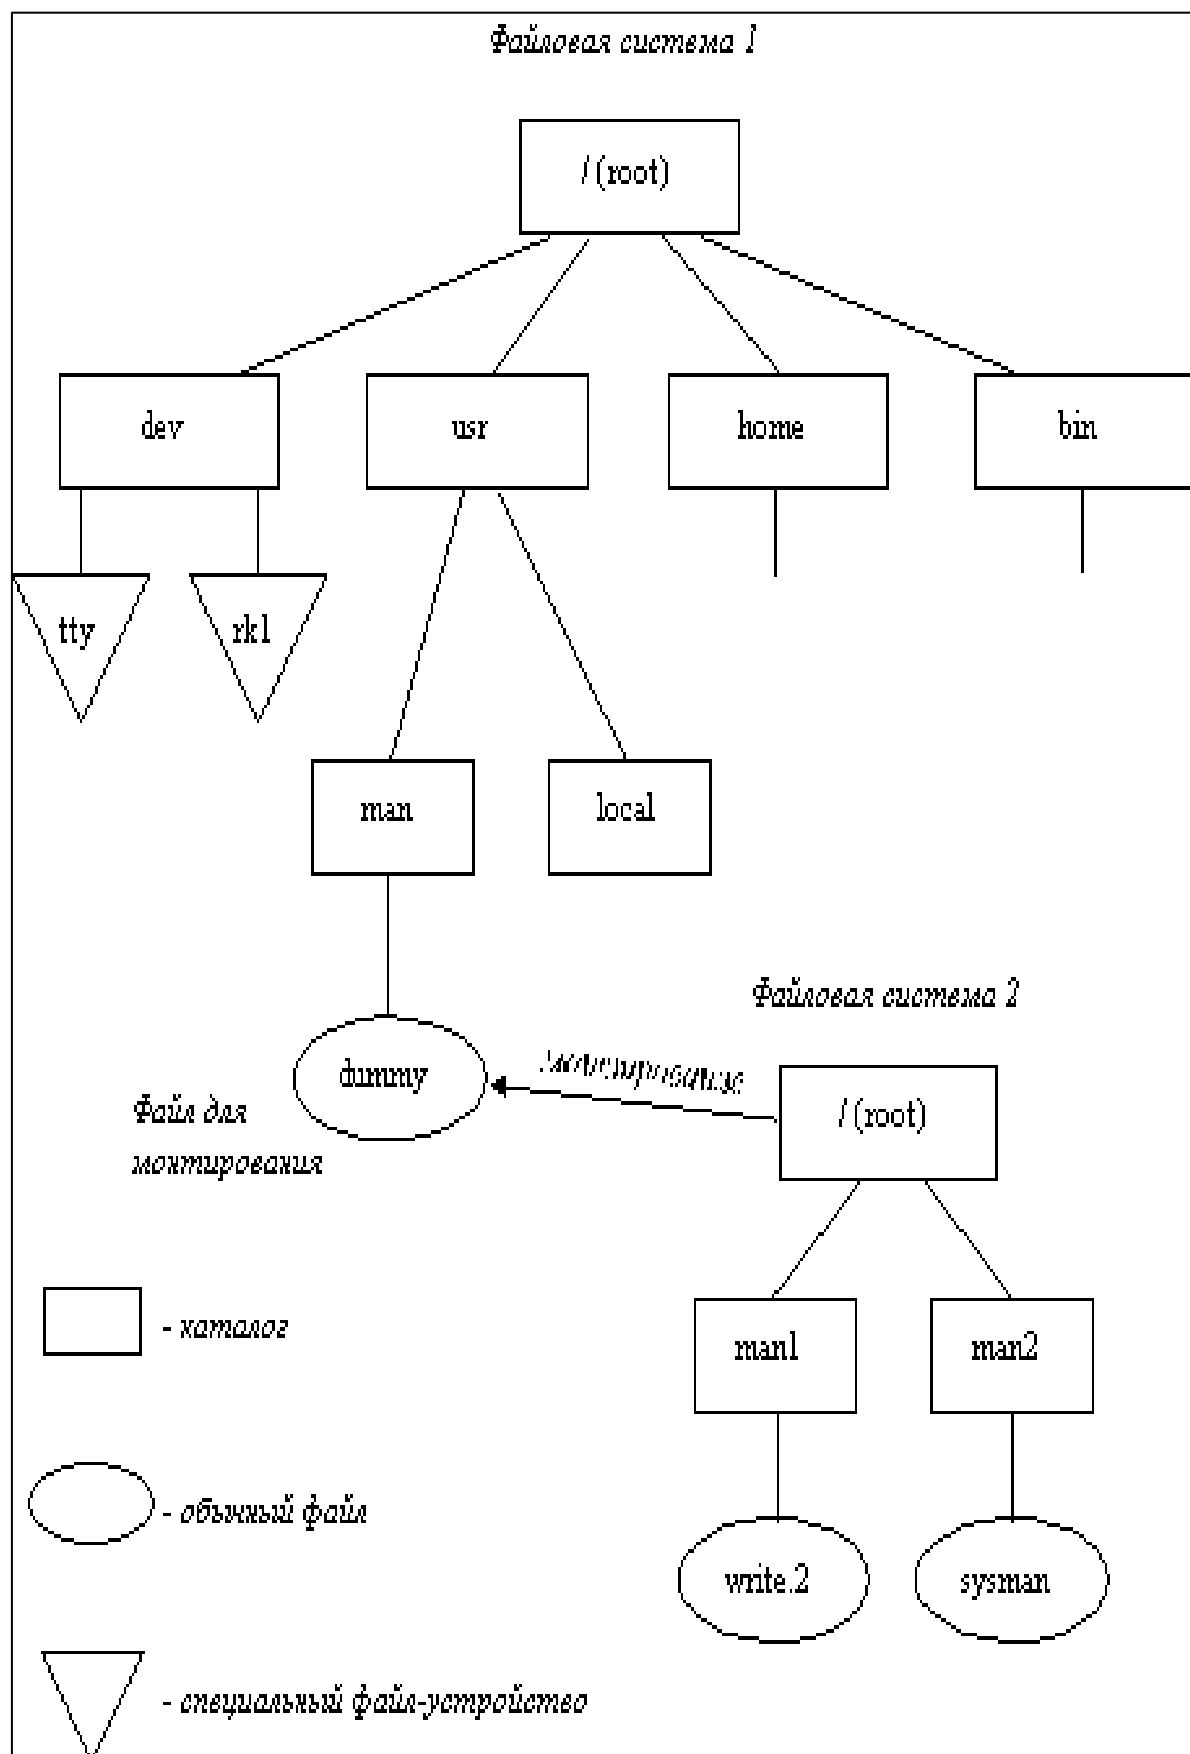 Файловая система 1
/ (root)
dev
usr
home
bin
tty
rk1
man
local
Файловая система 2
dummy
монтирование
/ (root)
Файл для
монтирования
man1
man2
- каталог
- обычный файл
write.2
sysman
- специальный файл-устройство